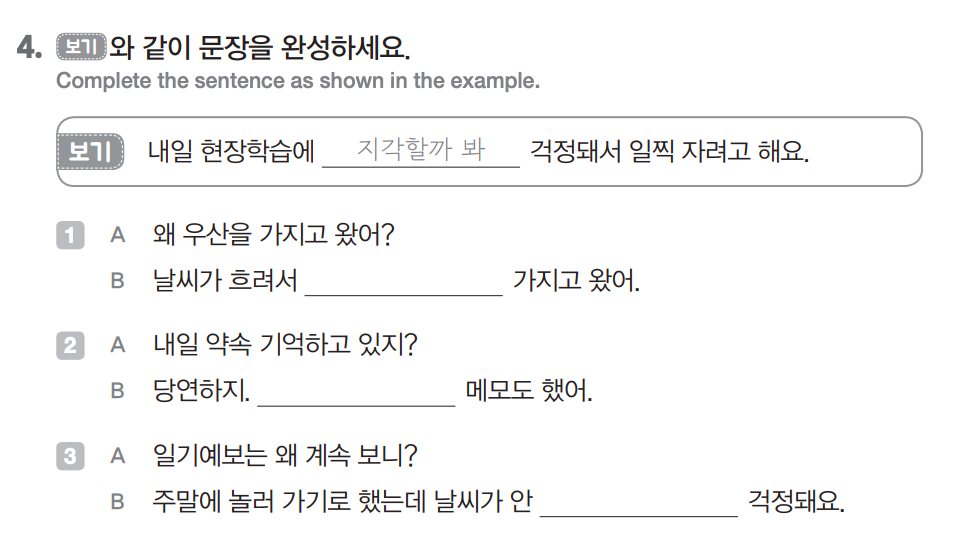 4. 보기 와 같이 문장을 완성하세요.
Complete the sentence as shown in the example.
보기 내일 현장학습에 지각할까 봐 걱정돼서 일찍 자려고 해요.
1 A 왜 우산을 가지고 왔어?
B 날씨가 흐려서 가지고 왔어.
2 A 내일 약속 기억하고 있지?
B 당연하지. 메모도 했어.
3 A 일기예보는 왜 계속 보니?
B 주말에 놀러 가기로 했는데 날씨가 안 걱정돼요.